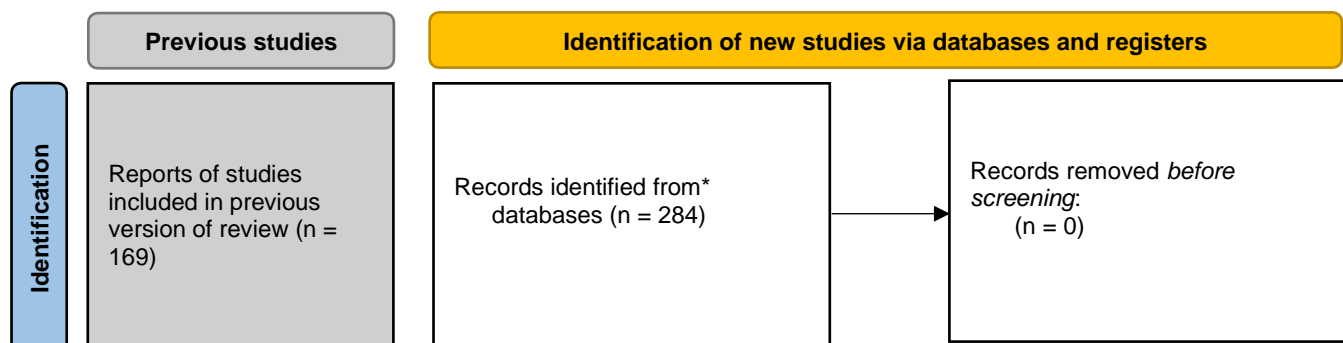 Previous studies
Identification of new studies via databases and registers
Identification
Reports of studies
included in previous
version of review (n =
169)
Records identified from*
databases (n = 284)
Records removed before
screening:
(n = 0)